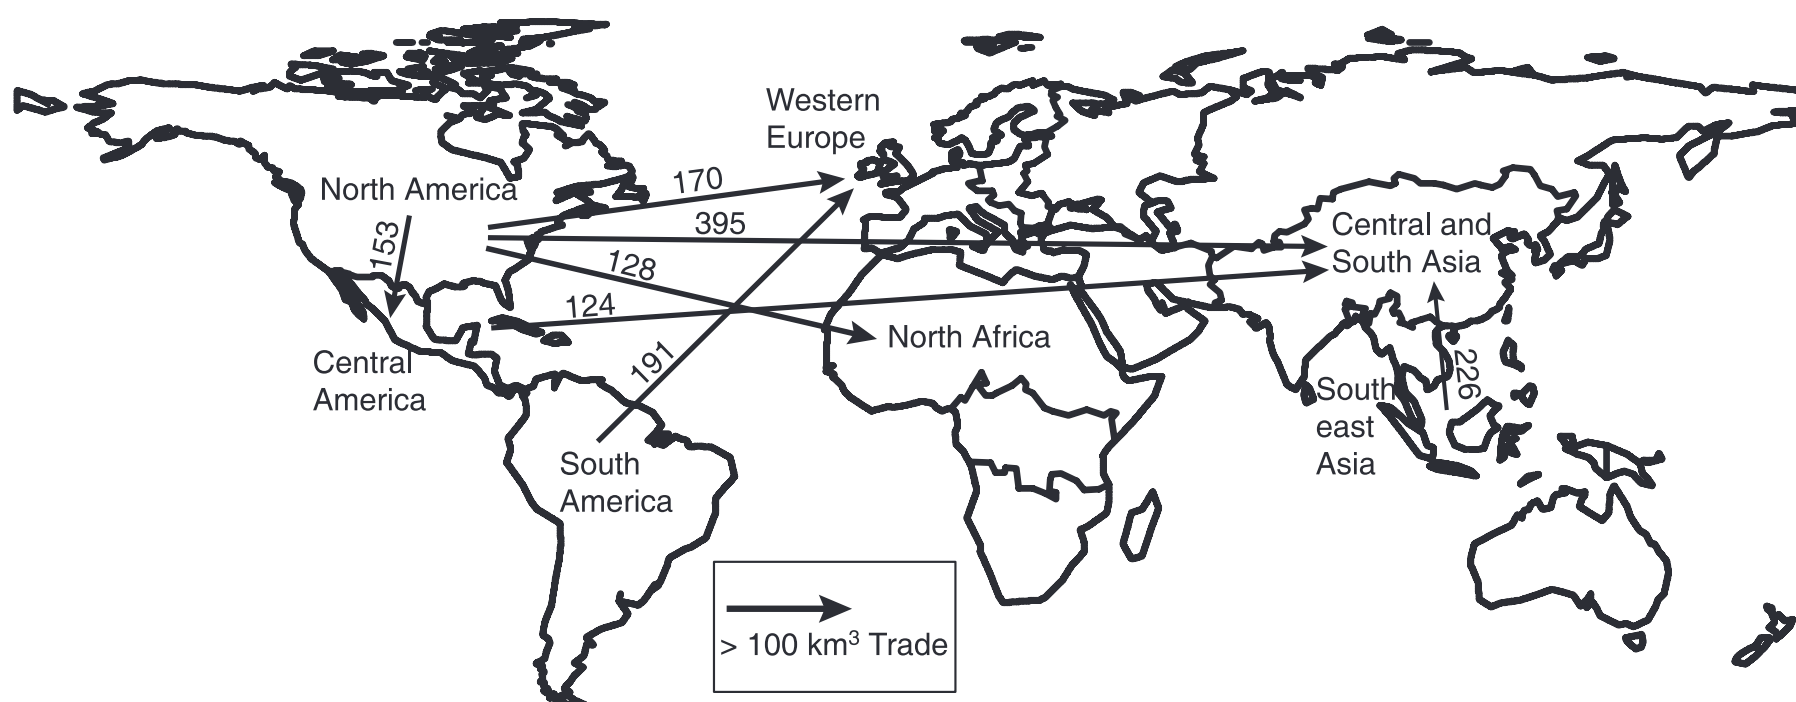 Western
Europe
North America
170
153
395
128
Central and
South Asia
124
North Africa
Central
America
191
226
South
east
Asia
South
America
> 100 km³ Trade